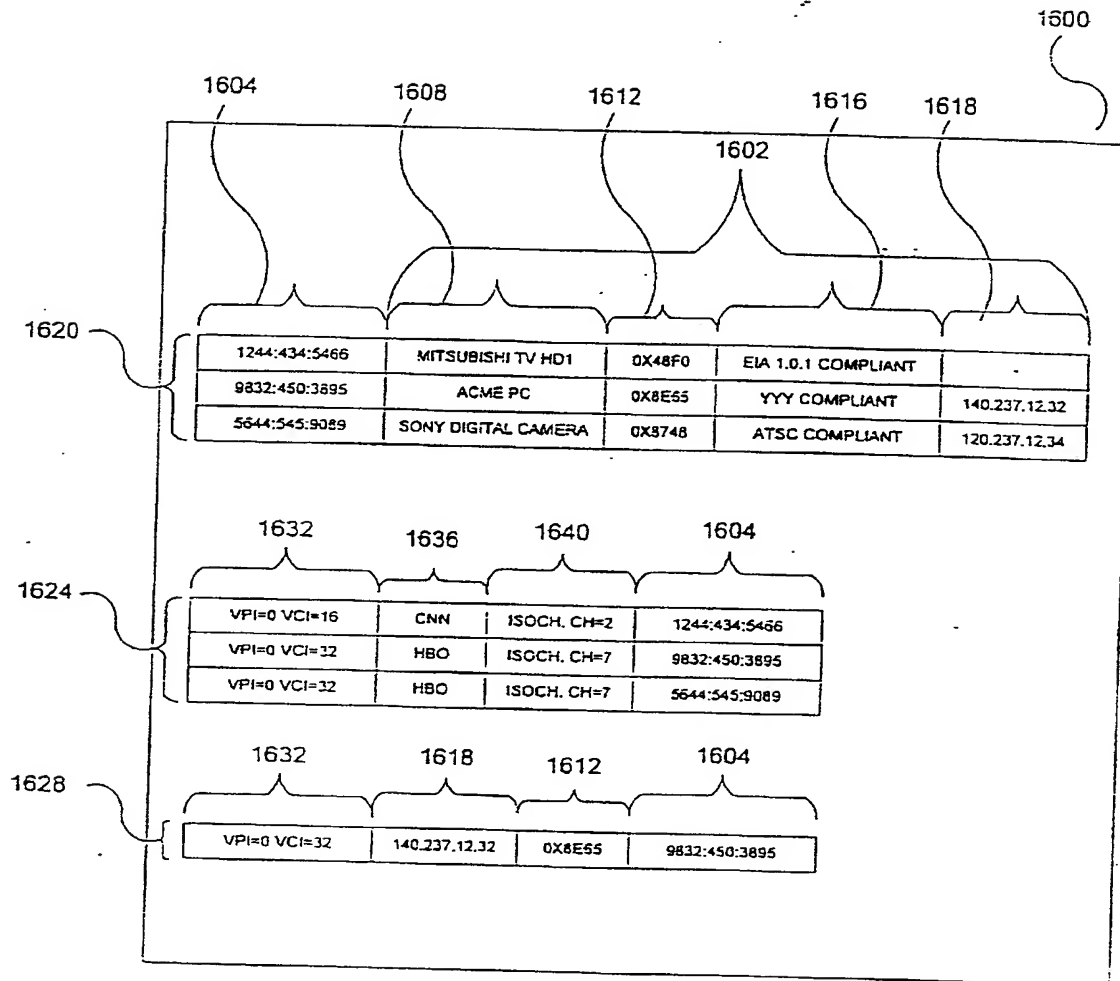 1600
1604 1608 1612 1616 1618
1602
1620
1244:434:5466 MITSUBISHI TV HD1 0X48F0 EIA 1.0.1 COMPLIANT -
9832:450:3895 ACME PC 0X8E55 YYY COMPLIANT 140.237.12.32
5644:545:9089 SONY DIGITAL CAMERA 0X8748 ATSC COMPLIANT 120.237.12.34
1632 1636 1640 1604
1624
VPI=0 VCI=16 CNN ISOCH. CH=2 1244:434:5466
VPI=0 VCI=32 HBO ISOCH. CH=7 9832:450:3895
VPI=0 VCI=32 HBO ISOCH. CH=7 5644:545:9089
1632 1618 1612 1604
1628
VPI=0 VCI=32 140.237.12.32 0X8E55 9832:450:3895